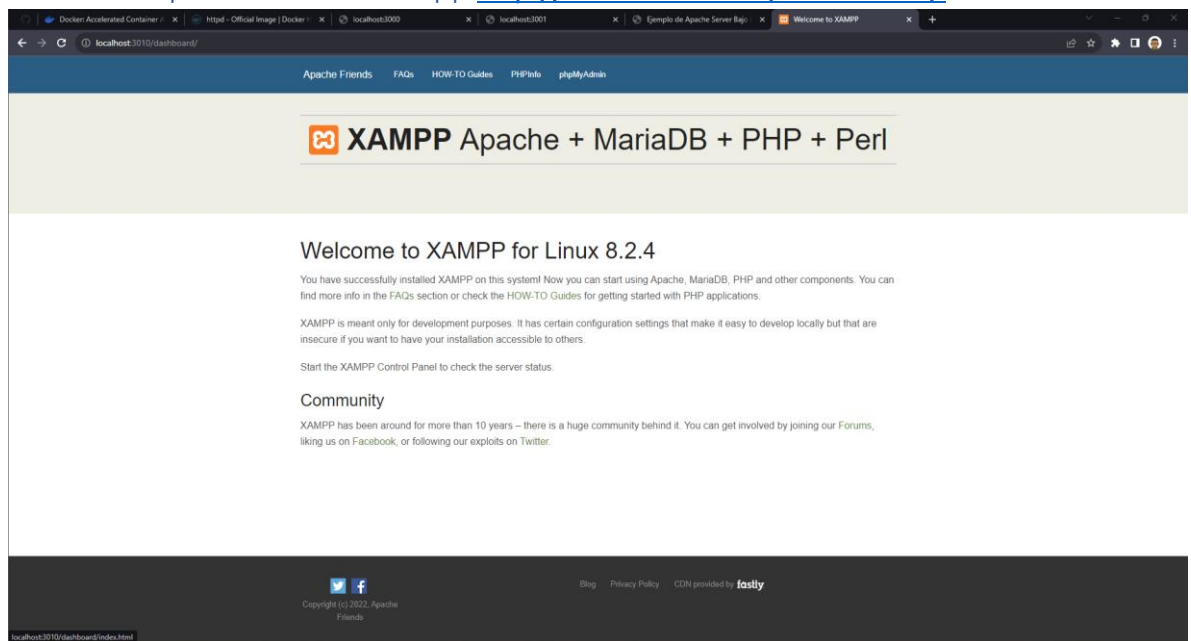 Docker: Accelerated Container A
httpd - Official Image | Docker H
localhost:3000
localhost:3001
Ejemplo de Apache Server Bajo
Welcome to XAMPP
localhost:3010/dashboard/
Apache Friends FAQs HOW-TO Guides PHPInfo phpMyAdmin
XAMPP Apache + MariaDB + PHP + Perl
Welcome to XAMPP for Linux 8.2.4
You have successfully installed XAMPP on this system! Now you can start using Apache, MariaDB, PHP and other components. You can
find more info in the FAQs section or check the HOW-TO Guides for getting started with PHP applications.
XAMPP is meant only for development purposes. It has certain configuration settings that make it easy to develop locally but that are
insecure if you want to have your installation accessible to others.
Start the XAMPP Control Panel to check the server status.
Community
XAMPP has been around for more than 10 years – there is a huge community behind it. You can get involved by joining our Forums,
liking us on Facebook, or following our exploits on Twitter.
Blog Privacy Policy CDN provided by fastly
Copyright (c) 2022, Apache
Friends
localhost:3010/dashboard/index.html